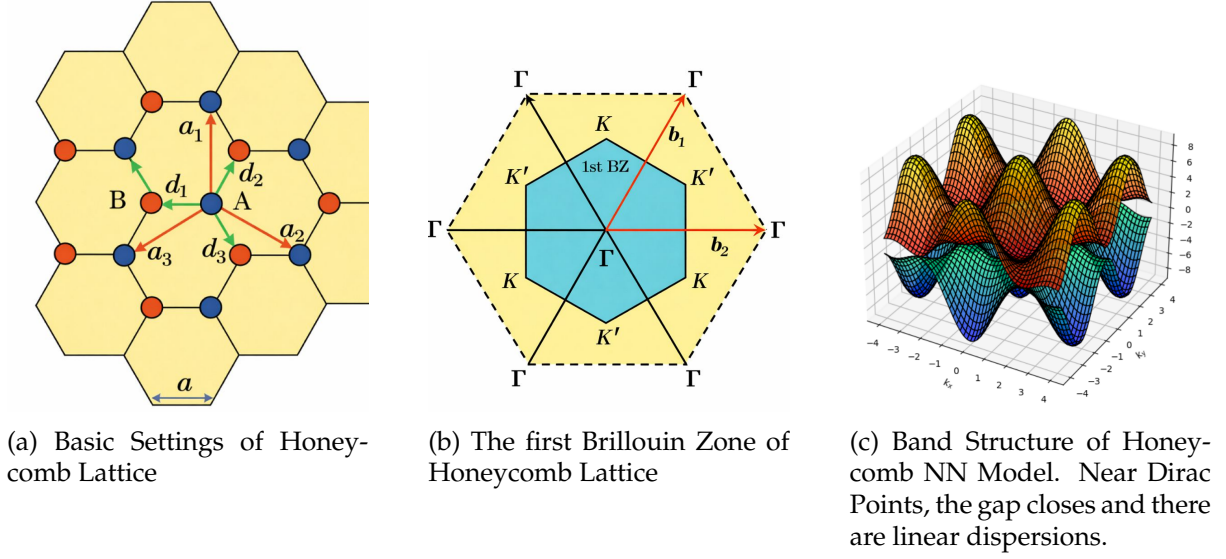 a₁
d₂
B
d₁
A
a₂
a₃
d₃
a
Γ
Γ
b₁
K
1st BZ
K′
K′
Γ
Γ
b₂
Γ
K
K
K′
Γ
Γ
8
6
4
2
0
−2
−4
−6
−8
−4
−3
−2
−1
0
1
2
3
4
kₓ
−4
−3
−2
−1
0
1
2
3
4
kᵧ
(a) Basic Settings of Honey-
comb Lattice
(b) The first Brillouin Zone of
Honeycomb Lattice
(c) Band Structure of Honey-
comb NN Model. Near Dirac
Points, the gap closes and there
are linear dispersions.